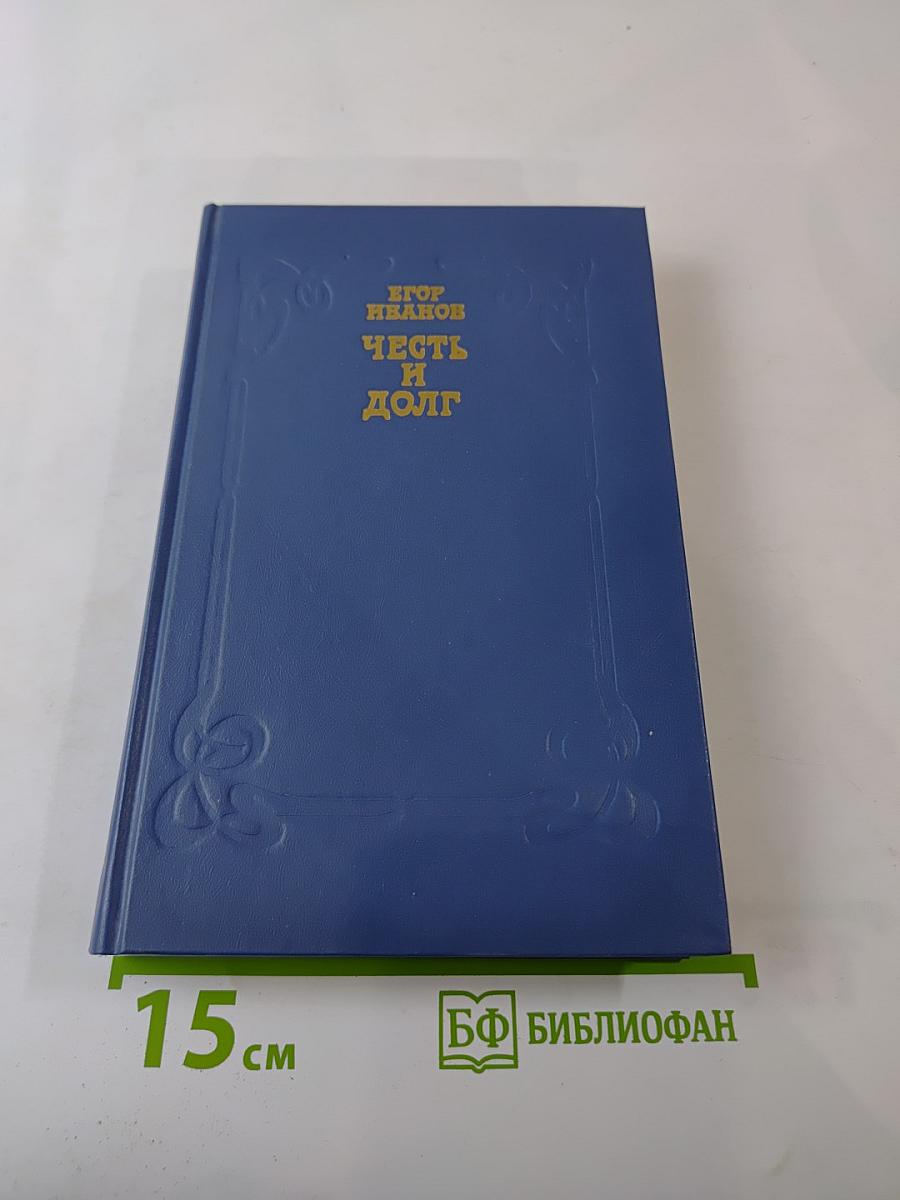 ЕГОР
ИВАНОВ
ЧЕСТЬ
И
ДОЛГ
15 см
БФ БИБЛИОФАН